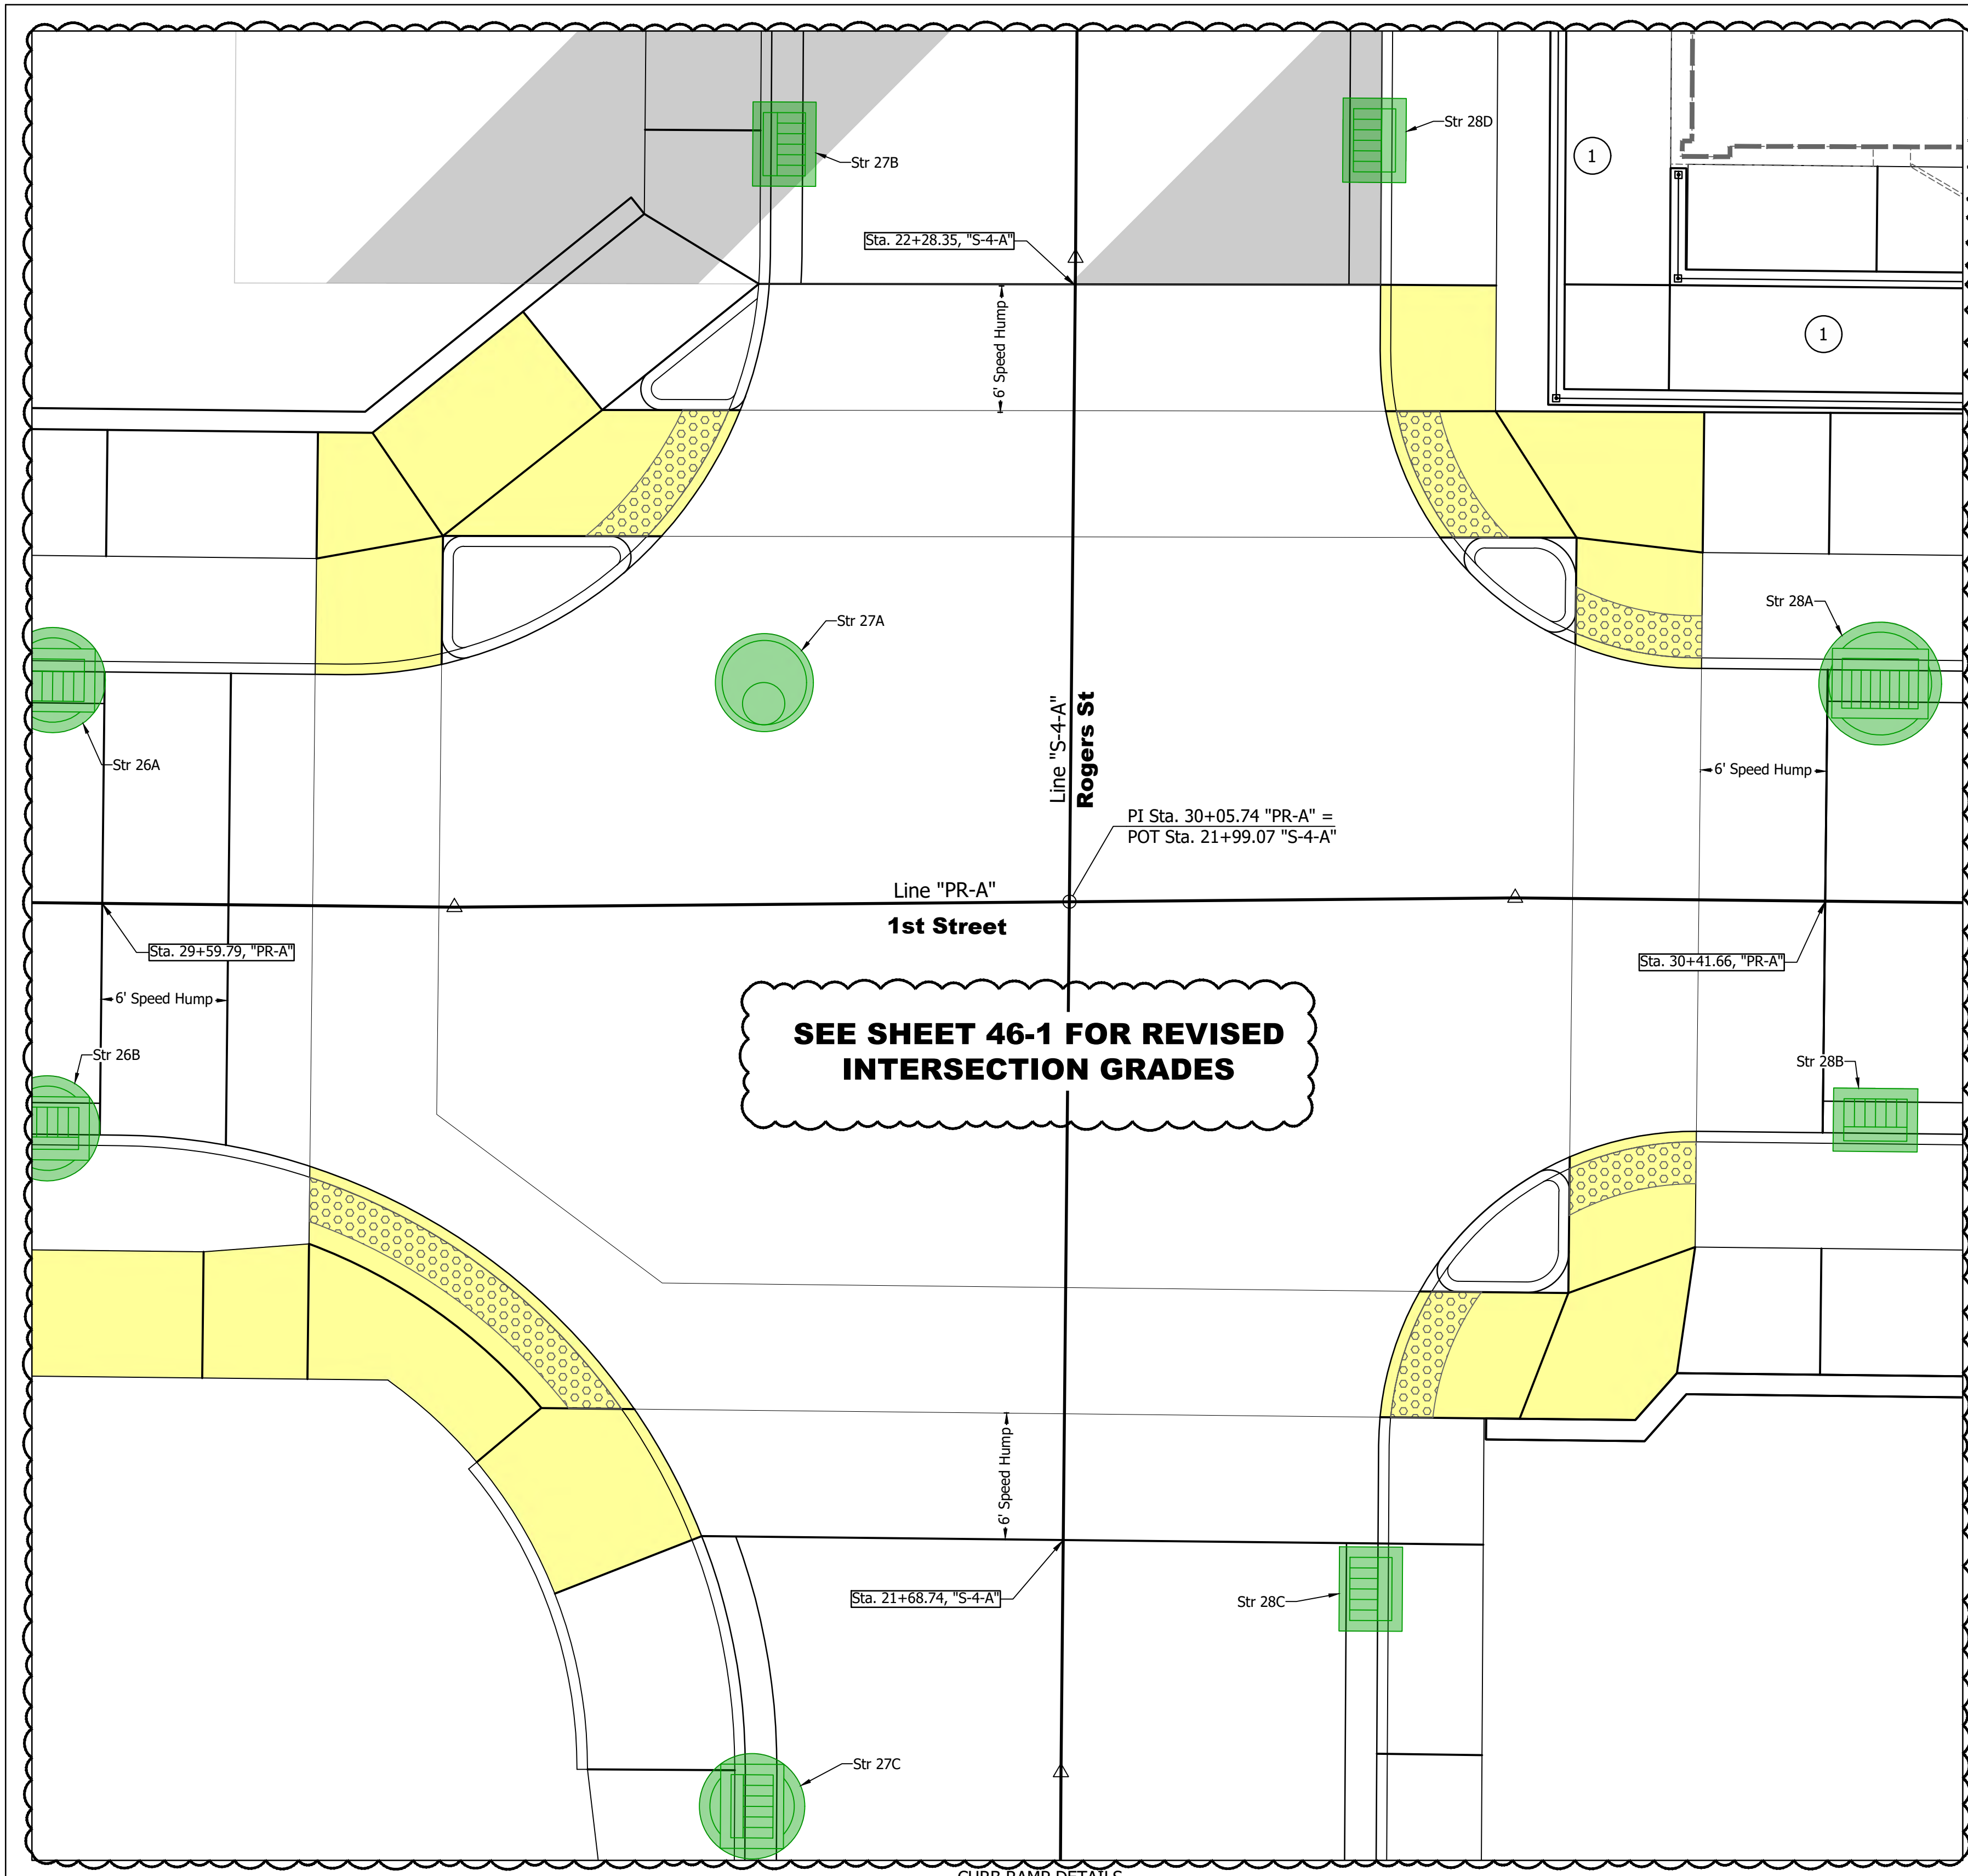 Str 28D
1
Str 27B
Sta. 22+28.35, "S-4-A"
6' Speed Hump
1
Str 28A
Str 27A
Line "S-4-A"
Rogers St
Str 26A
6' Speed Hump
PI Sta. 30+05.74 "PR-A" =
POT Sta. 21+99.07 "S-4-A"
Line "PR-A"
1st Street
Sta. 29+59.79, "PR-A"
Sta. 30+41.66, "PR-A"
6' Speed Hump
SEE SHEET 46-1 FOR REVISED
INTERSECTION GRADES
Str 26B
Str 28B
6' Speed Hump
Sta. 21+68.74, "S-4-A"
Str 28C
Str 27C
CURB RAMP DETAILS